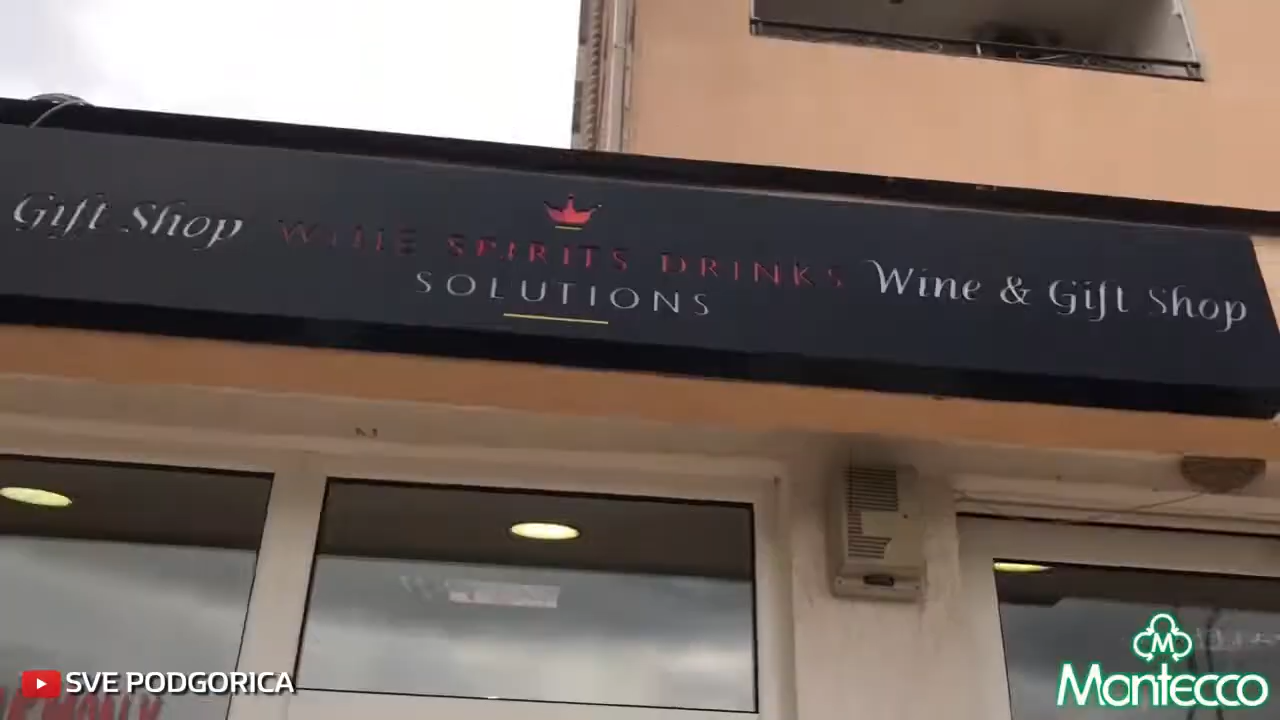 Gift Shop
WINE SPIRITS DRINKS
SOLUTIONS
Wine & Gift Shop
SVE PODGORICA
M
Montecco